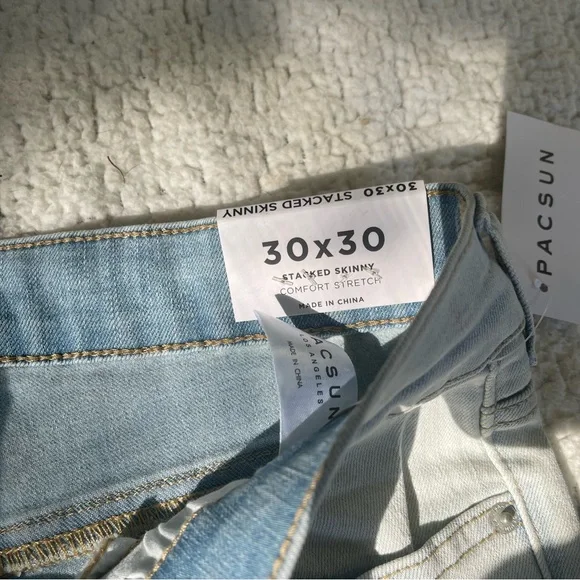 30x30 STACKED SKINNY
30x30
STACKED SKINNY
COMFORT STRETCH
MADE IN CHINA
PACSUN
PACSUN
LOS ANGELES
MADE IN CHINA